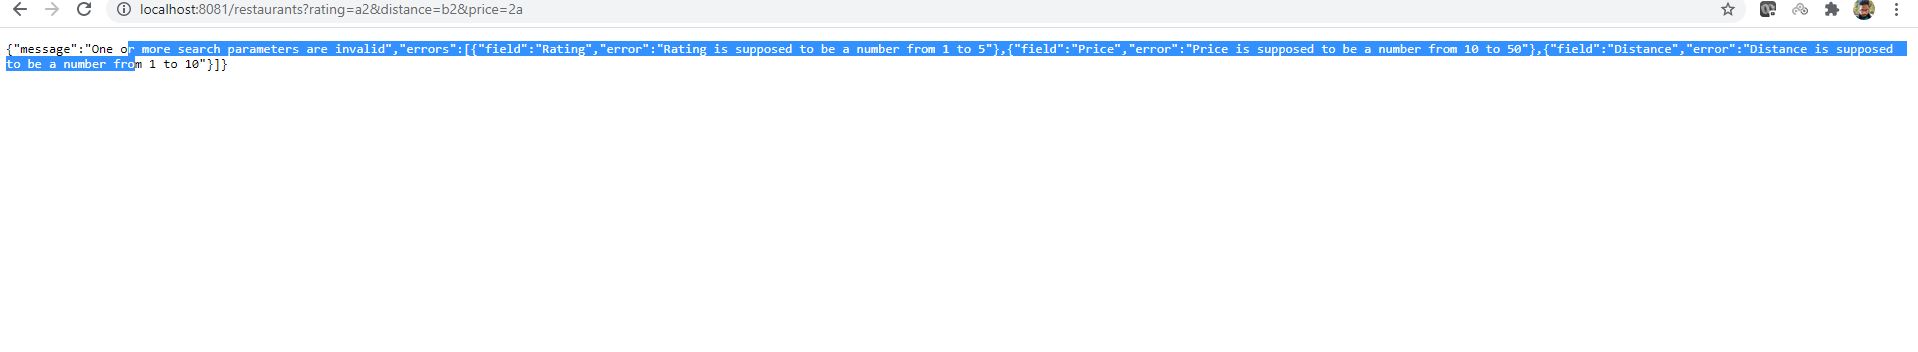 localhost:8081/restaurants?rating=a2&distance=b2&price=2a
{"message":"One or more search parameters are invalid","errors":[{"field":"Rating","error":"Rating is supposed to be a number from 1 to 5"},{"field":"Price","error":"Price is supposed to be a number from 10 to 50"},{"field":"Distance","error":"Distance is supposed
to be a number from 1 to 10"}]}